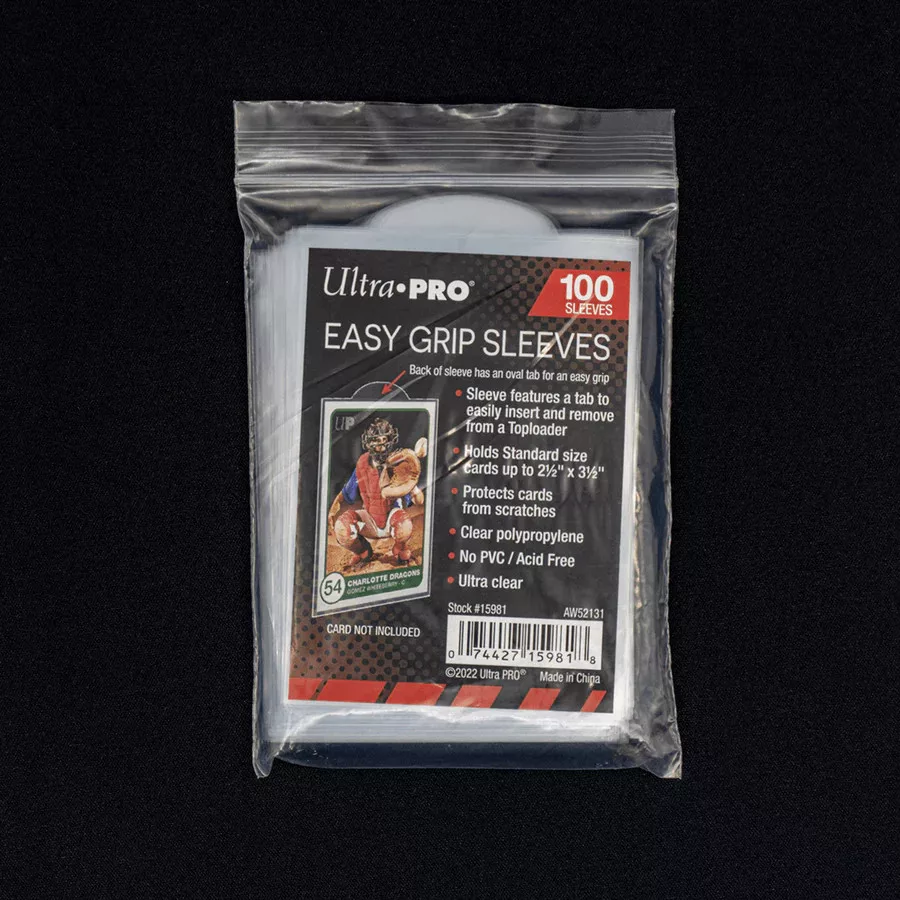 Ultra•PRO®
100
SLEEVES
EASY GRIP SLEEVES
Back of sleeve has an oval tab for an easy grip
• Sleeve features a tab to
easily insert and remove
from a Toploader
• Holds Standard size
cards up to 2½" x 3½"
• Protects cards
from scratches
• Clear polypropylene
• No PVC / Acid Free
• Ultra clear
UP
54
CHARLOTTE DRAGONS
CARD NOT INCLUDED
Stock #15981
AW52131
0 74427 15981 8
©2022 Ultra PRO® Made in China